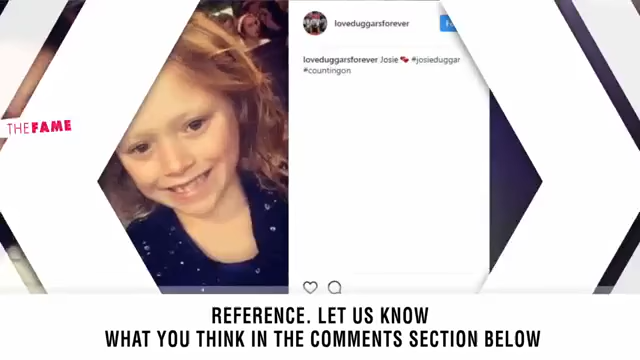 loveduggarsforever
loveduggarsforever Josie #josieduggar
#countingon
THEFAME
REFERENCE. LET US KNOW
WHAT YOU THINK IN THE COMMENTS SECTION BELOW